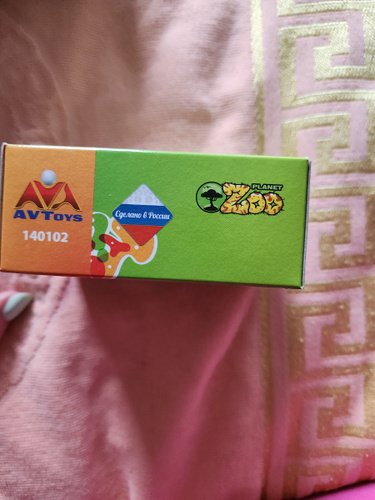 AVToys
140102
Сделано в России
PLANET
Zoo